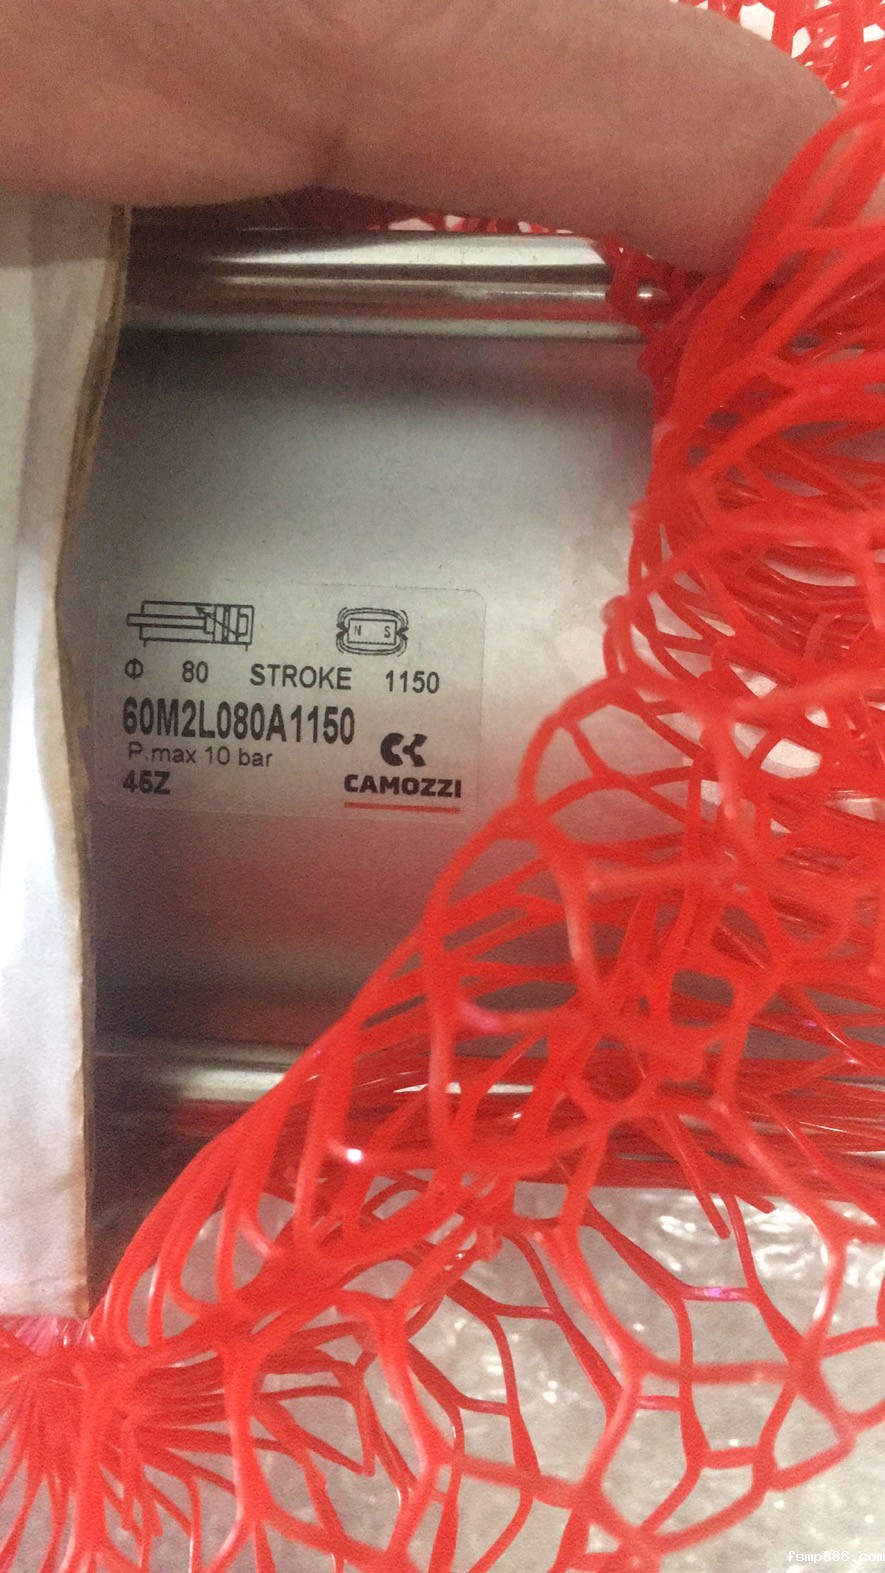 N S
Φ 80 STROKE 1150
60M2L080A1150
P.max 10 bar
45Z
CAMOZZI
fsmp888.com